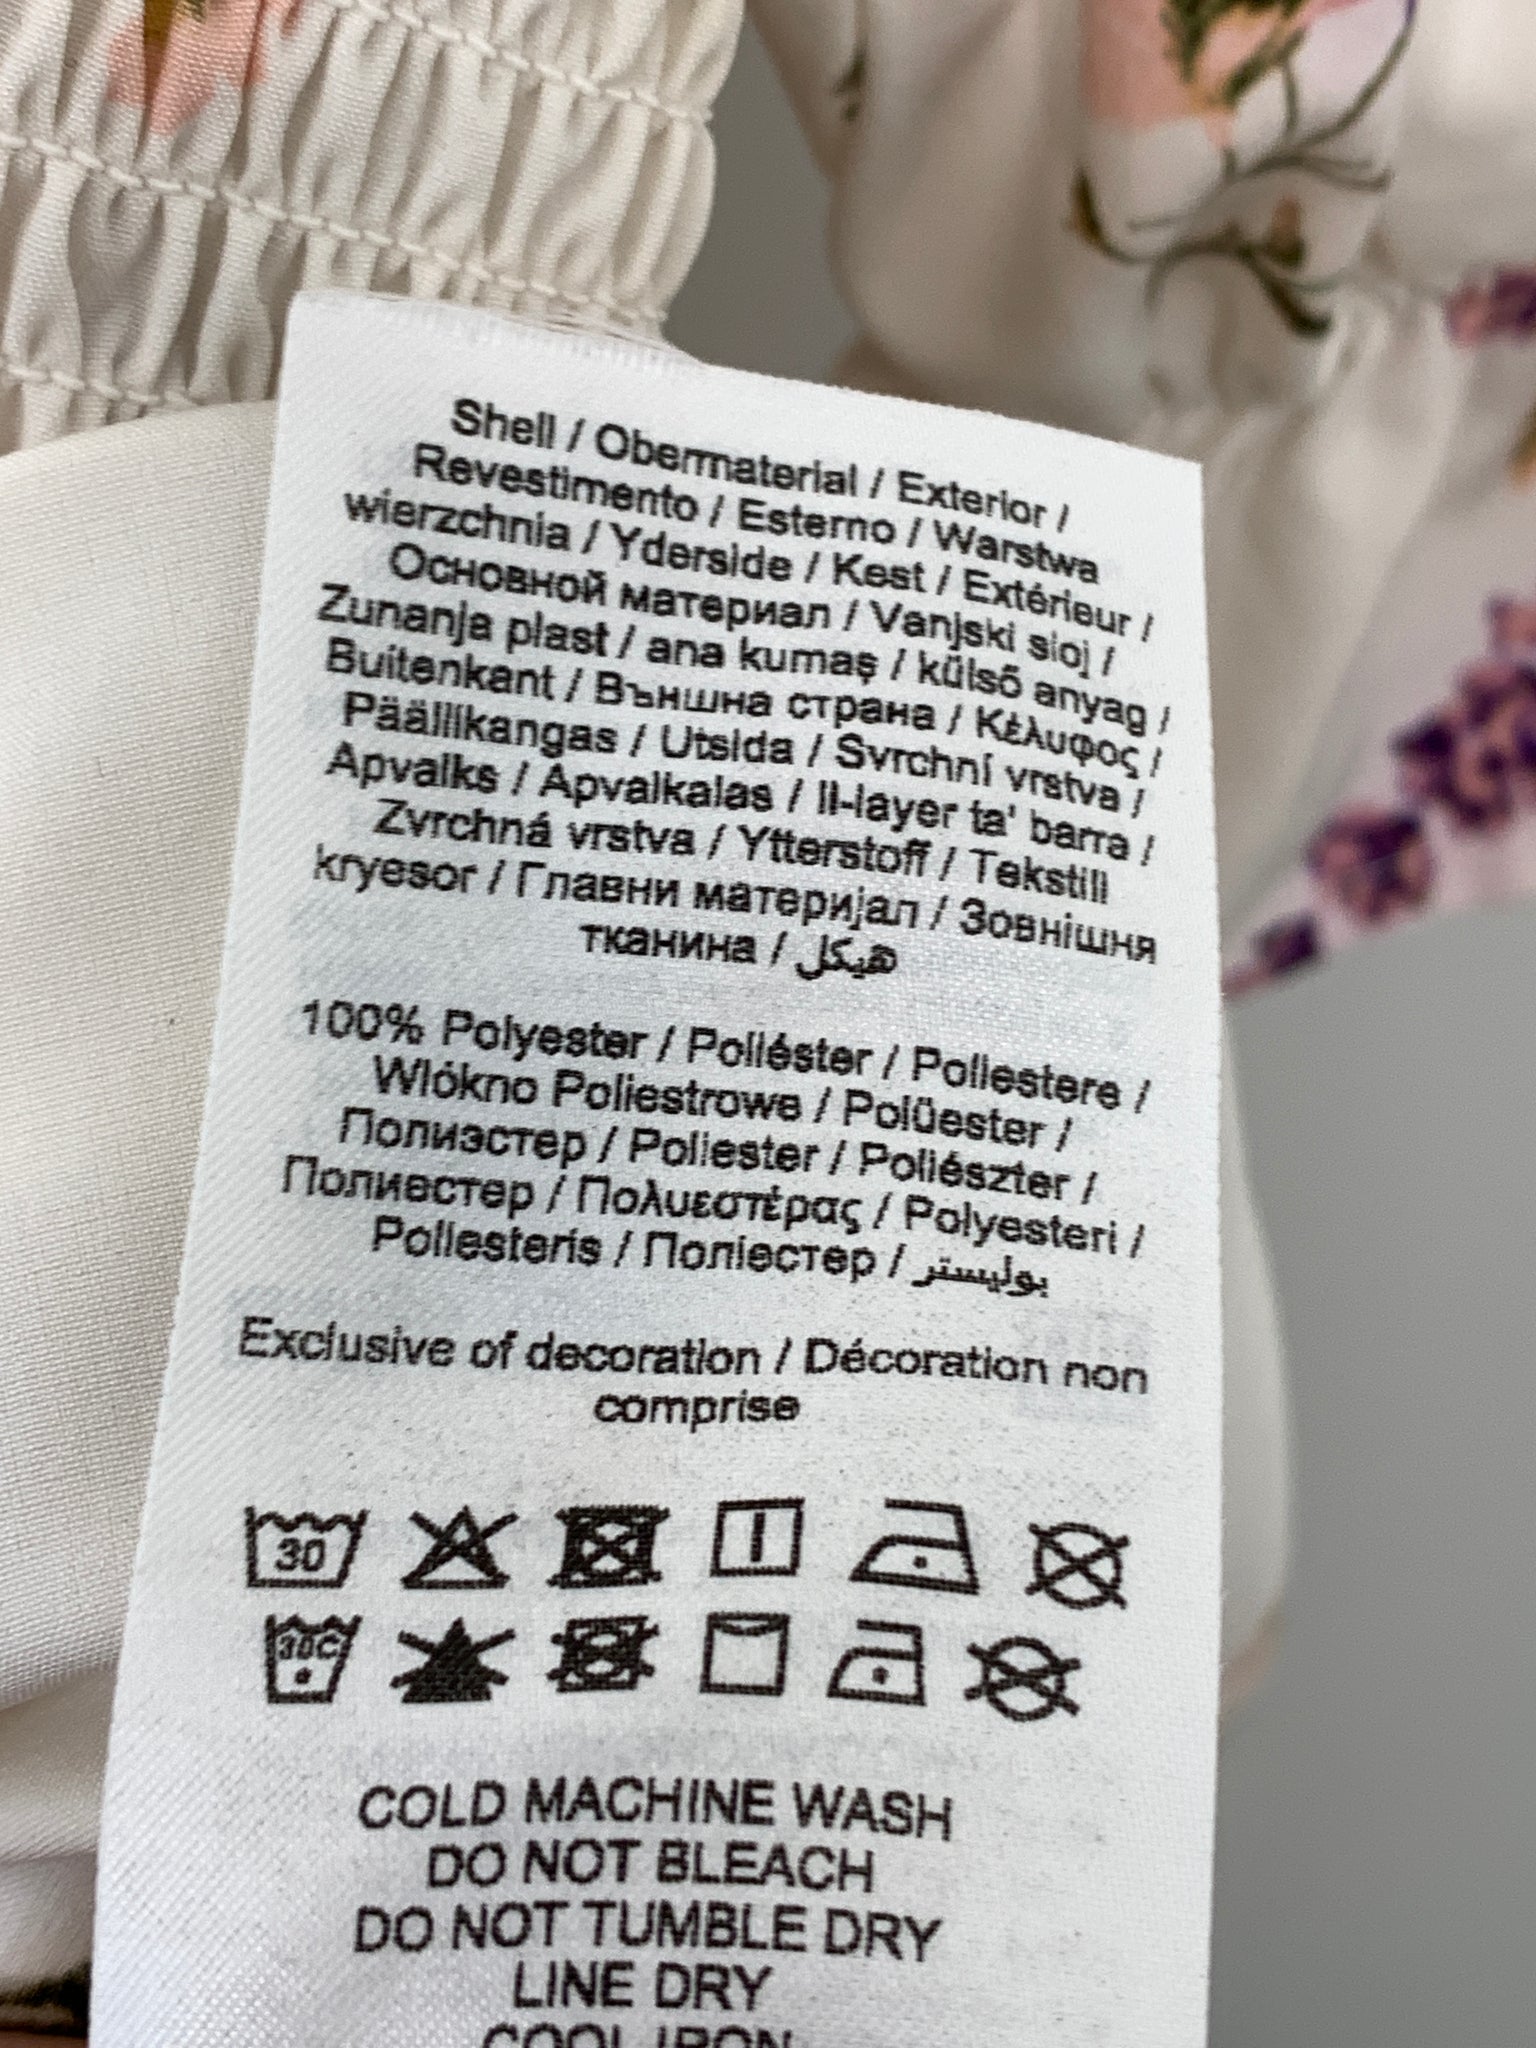 Shell / Obermaterial / Exterior /
Revestimento / Esterno / Warstwa
wierzchnia / Yderside / Kest / Extérieur /
Основной материал / Vanjski sloj /
Zunanja plast / ana kumaş / külső anyag /
Buitenkant / Външна страна / Κέλυφος /
Päällikangas / Utsida / Svrchní vrstva /
Apvalks / Apvalkalas / Il-layer ta' barra /
Zvrchná vrstva / Ytterstoff / Tekstili
kryesor / Главни материјал / Зовнішня
тканина / هيكل
100% Polyester / Poliéster / Poliestere /
Wlókno Poliestrowe / Polüester /
Полиэстер / Poliester / Poliészter /
Полиестер / Πολυεστέρας / Polyesteri /
Poliesteris / Поліестер / بوليستر
Exclusive of decoration / Décoration non
comprise
30
30C
COLD MACHINE WASH
DO NOT BLEACH
DO NOT TUMBLE DRY
LINE DRY
COOL IRON